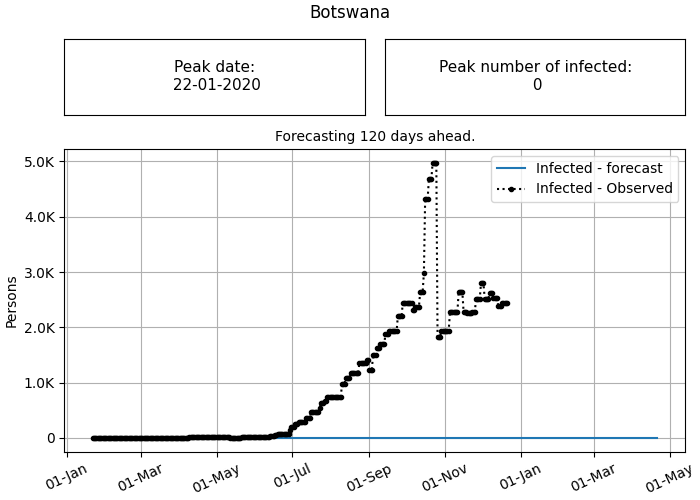 Botswana
Peak date:
22-01-2020
Peak number of infected:
0
Forecasting 120 days ahead.
5.0K
4.0K
3.0K
2.0K
1.0K
0
Persons
Infected - forecast
Infected - Observed
01-Jan
01-Mar
01-May
01-Jul
01-Sep
01-Nov
01-Jan
01-Mar
01-May